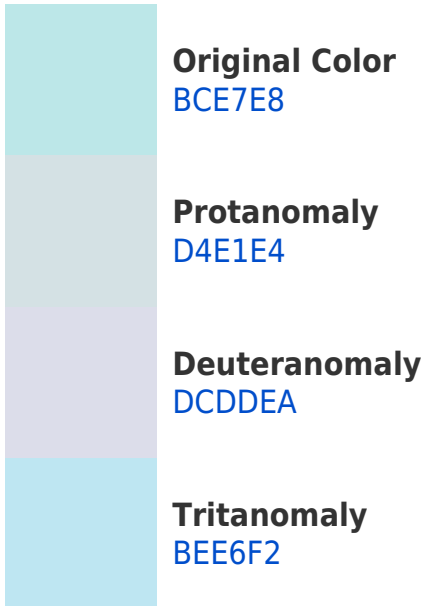 Original Color
BCE7E8
Protanomaly
D4E1E4
Deuteranomaly
DCDDEA
Tritanomaly
BEE6F2